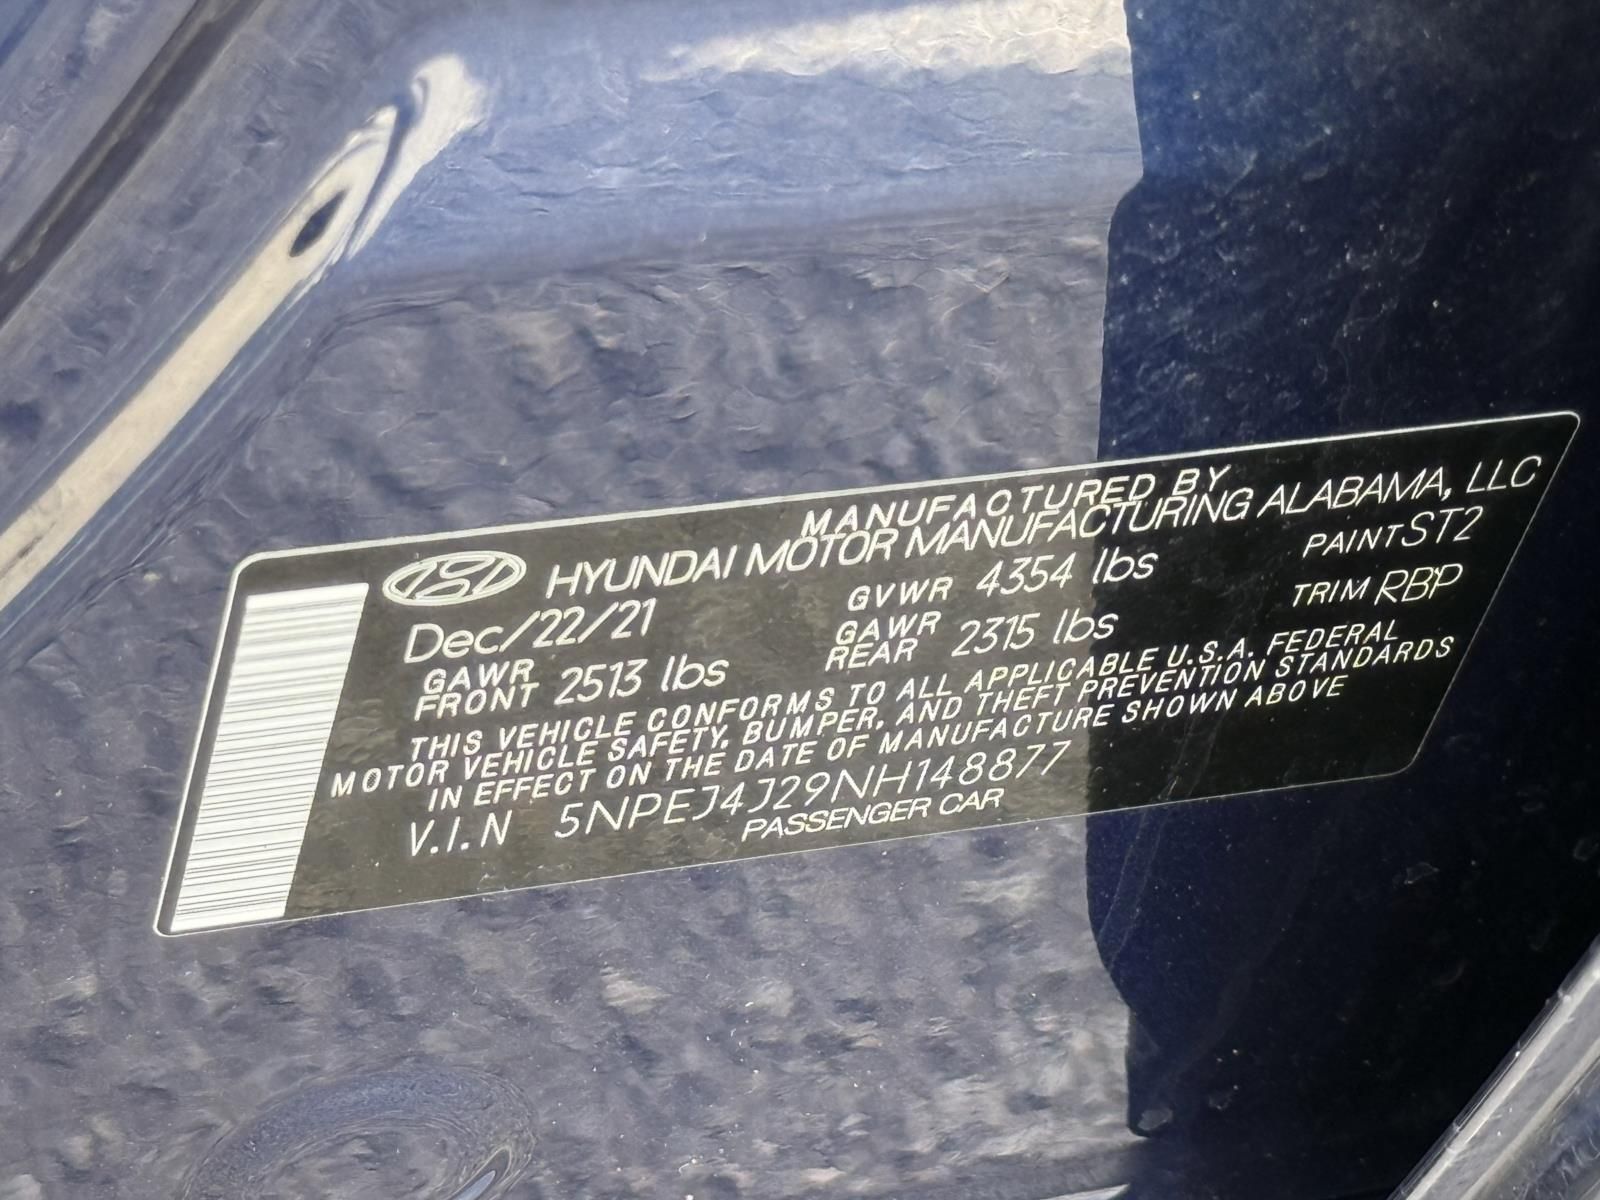 MANUFACTURED BY
HYUNDAI MOTOR MANUFACTURING ALABAMA, LLC
Dec/22/21 GVWR 4354 lbs PAINT ST2
GAWR FRONT 2513 lbs GAWR REAR 2315 lbs TRIM RBP
THIS VEHICLE CONFORMS TO ALL APPLICABLE U.S.A. FEDERAL
MOTOR VEHICLE SAFETY, BUMPER, AND THEFT PREVENTION STANDARDS
IN EFFECT ON THE DATE OF MANUFACTURE SHOWN ABOVE
V.I.N 5NPEJ4J29NH148877
PASSENGER CAR